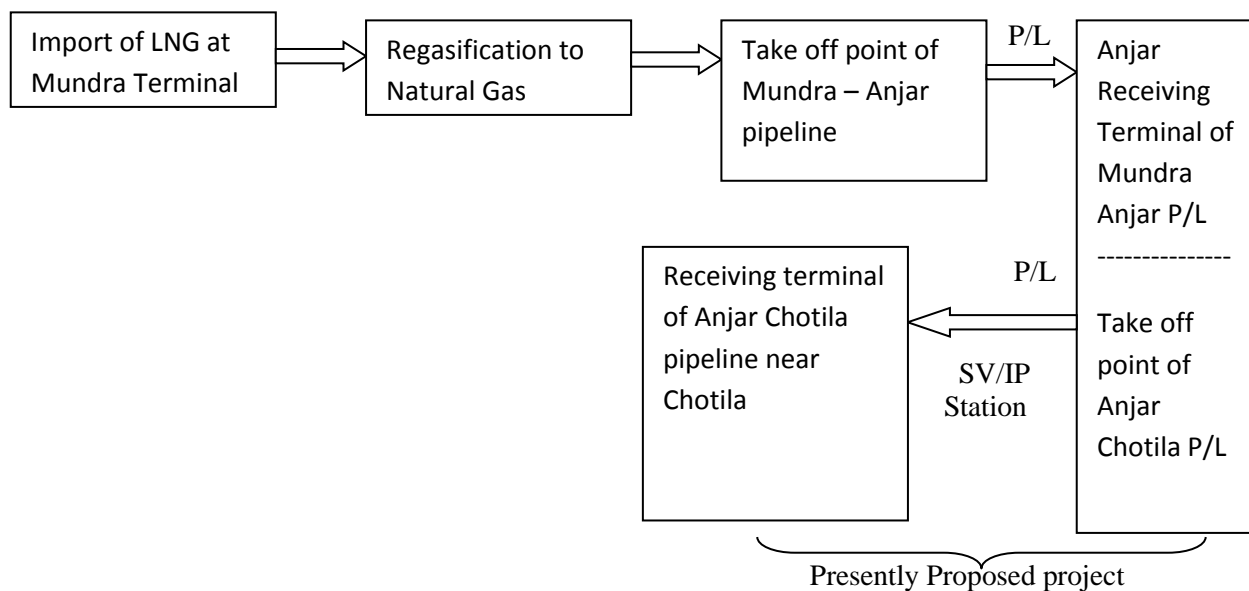 Import of LNG at
Mundra Terminal
Regasification to
Natural Gas
Take off point of
Mundra – Anjar
pipeline
P/L
Anjar
Receiving
Terminal of
Mundra
Anjar P/L
---------------
Take off
point of
Anjar
Chotila P/L
P/L
SV/IP
Station
Receiving terminal
of Anjar Chotila
pipeline near
Chotila
Presently Proposed project